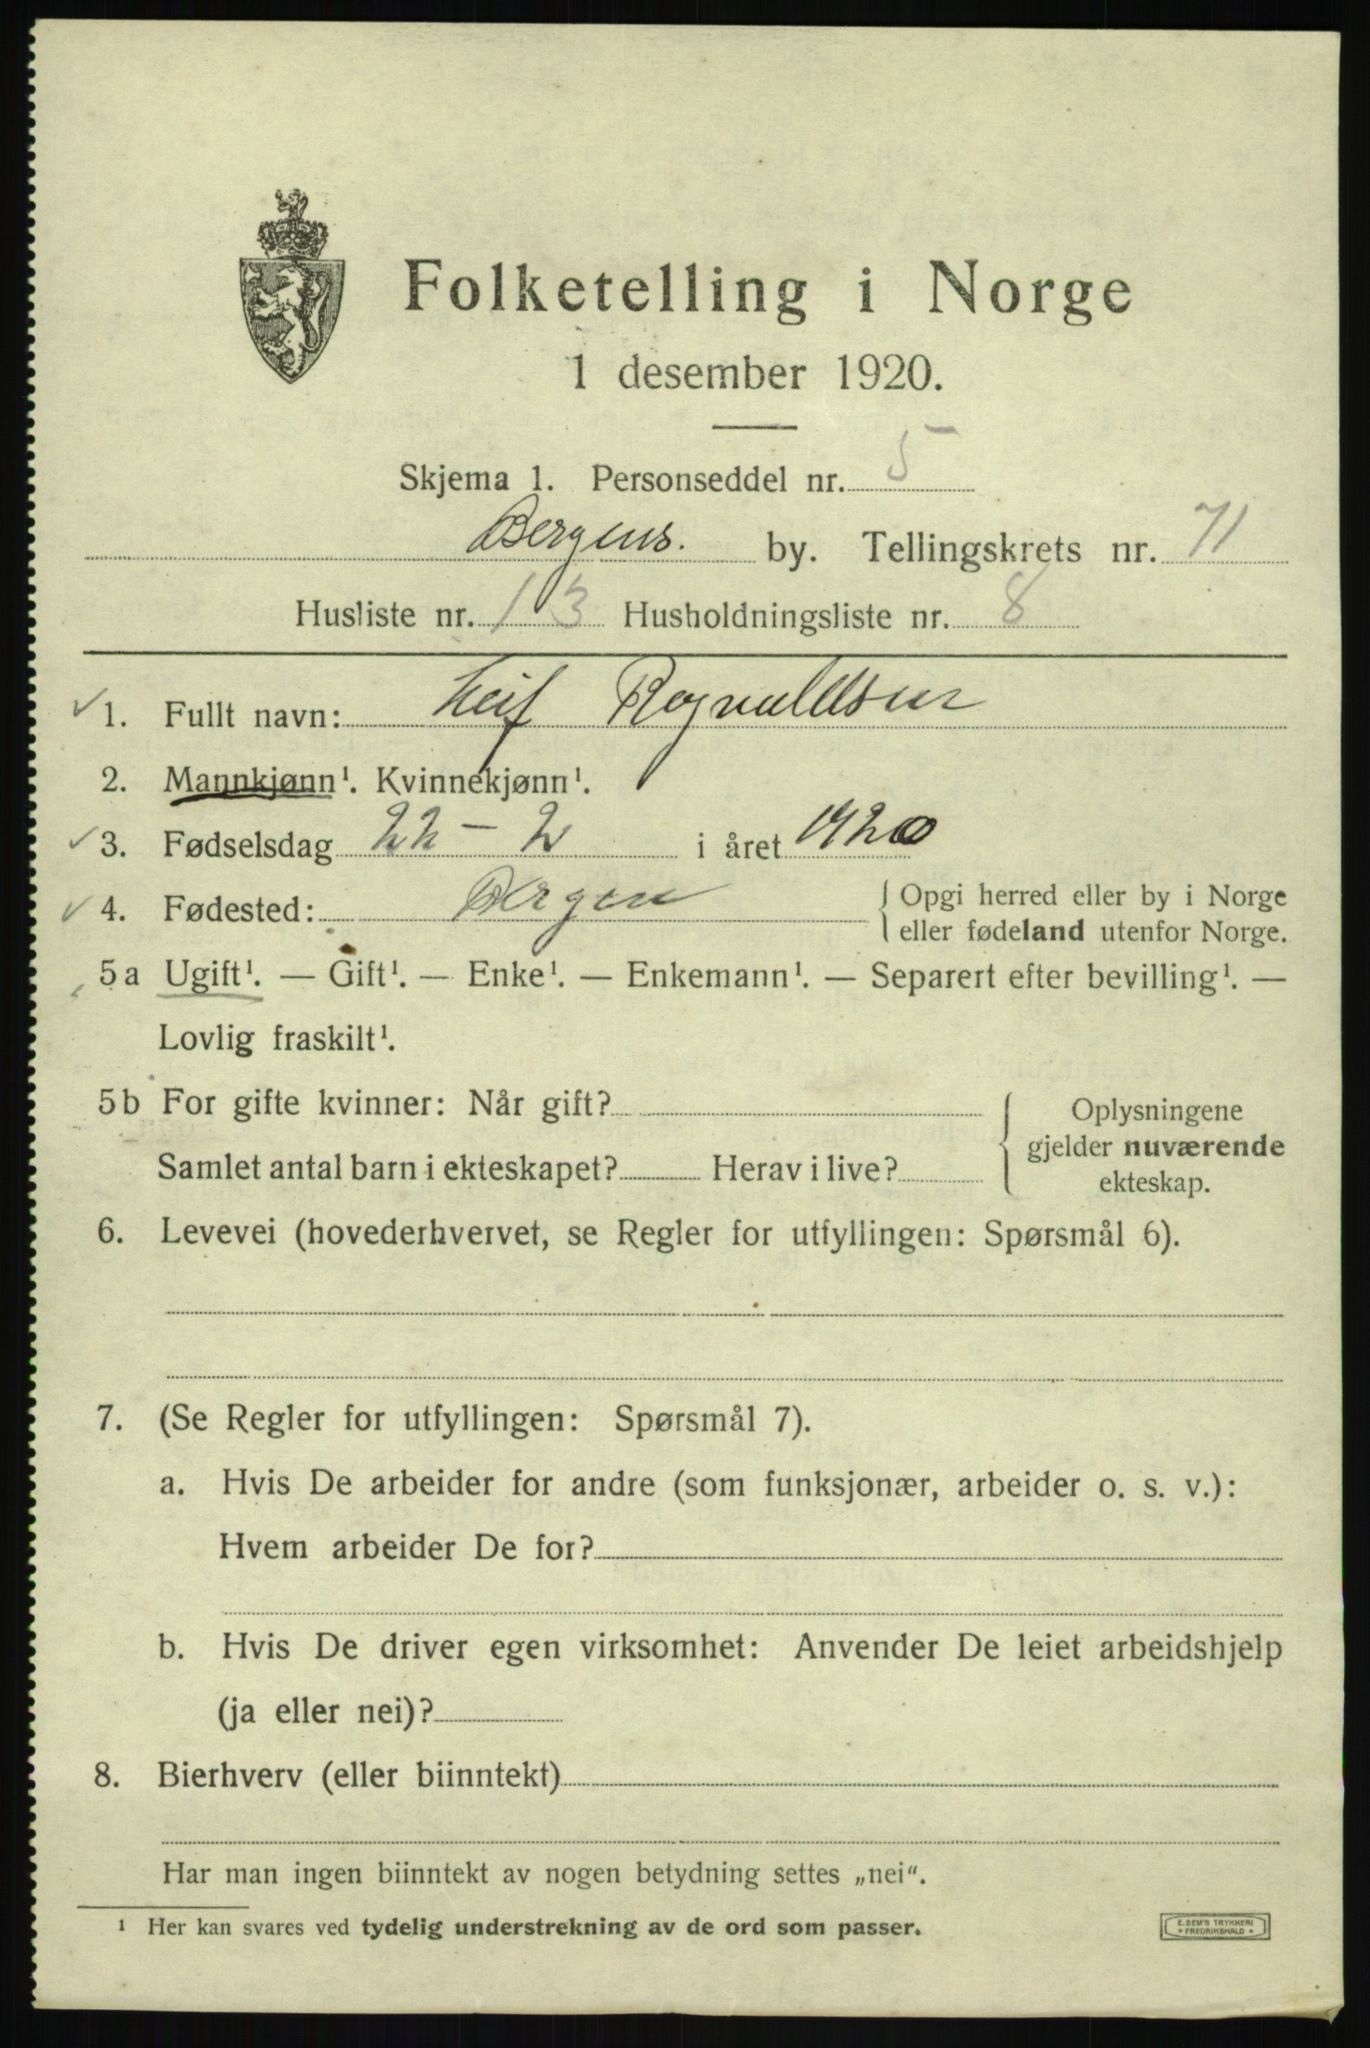 Folketelling i Norge
1 desember 1920.
Skjema 1. Personseddel nr. 5
Bergens. by. Tellingskrets nr. 71
Husliste nr. 13 Husholdningsliste nr. 8
1. Fullt navn: Leif Rognvaldsen
2. Mannkjønn¹. Kvinnekjønn¹.
3. Fødselsdag 22 - 2 i året 1920
4. Fødested: Bergen { Opgi herred eller by i Norge
eller fødeland utenfor Norge.
5a Ugift¹. — Gift¹. — Enke¹. — Enkemann¹. — Separert efter bevilling¹. —
Lovlig fraskilt¹.
5b For gifte kvinner: Når gift?
Samlet antal barn i ekteskapet? Herav i live?
{ Oplysningene
gjelder nuværende
ekteskap.
6. Levevei (hovederhvervet, se Regler for utfyllingen: Spørsmål 6).
7. (Se Regler for utfyllingen: Spørsmål 7).
a. Hvis De arbeider for andre (som funksjonær, arbeider o. s. v.):
Hvem arbeider De for?
b. Hvis De driver egen virksomhet: Anvender De leiet arbeidshjelp
(ja eller nei)?
8. Bierhverv (eller biinntekt)
Har man ingen biinntekt av nogen betydning settes „nei“.
¹ Her kan svares ved tydelig understrekning av de ord som passer.
E. SEM'S TRYKKERI
FREDRIKSHALD